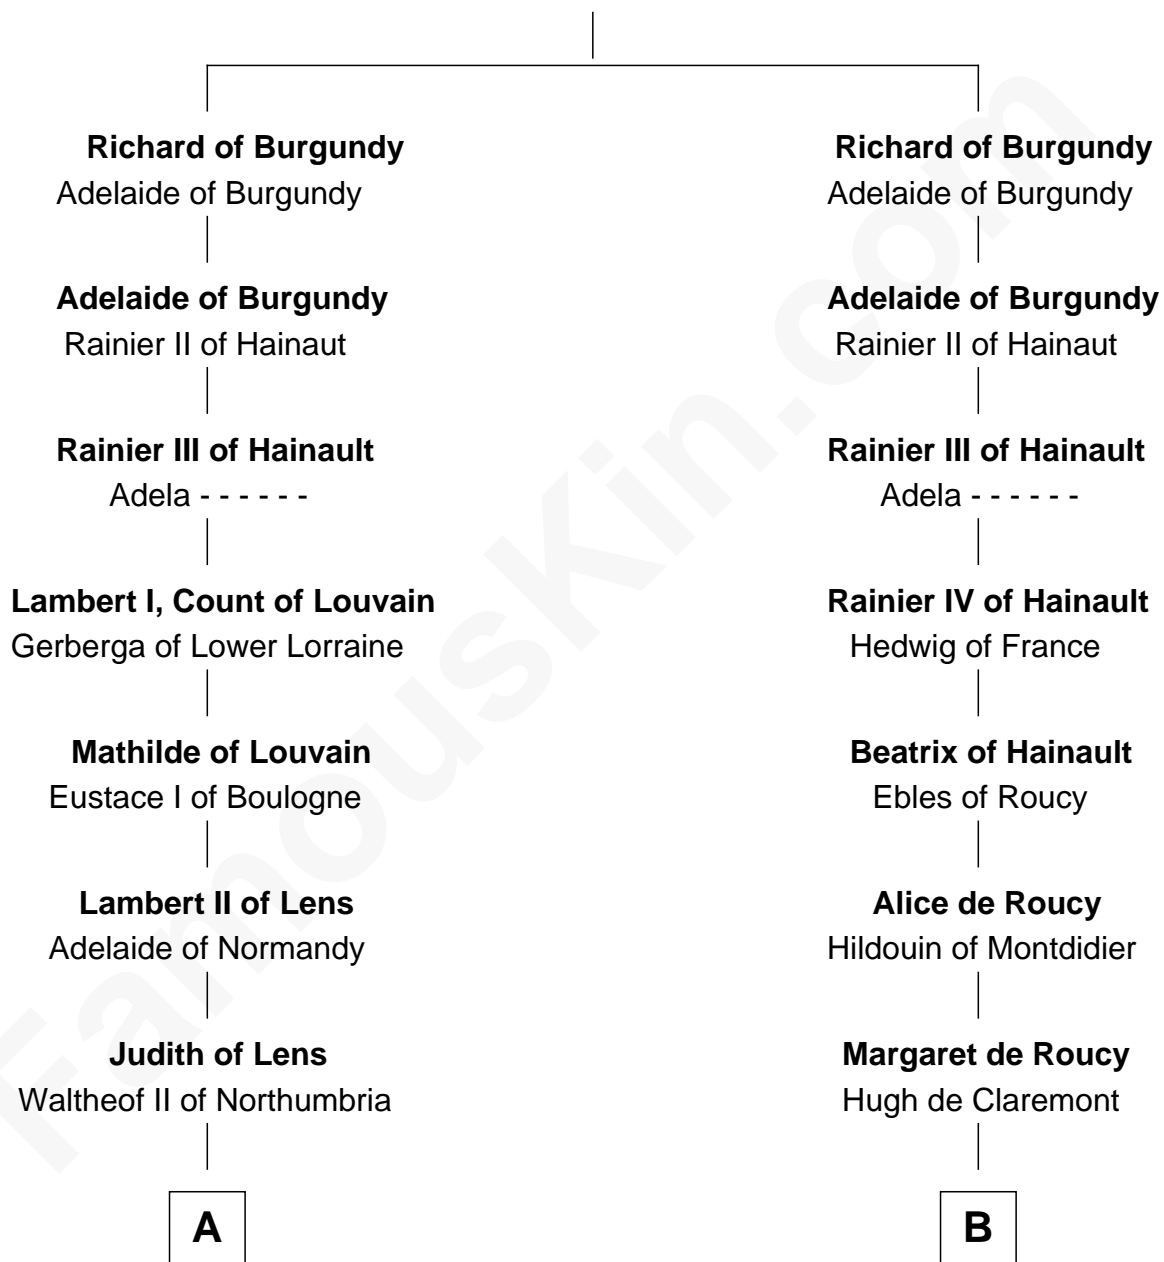 Richard of Burgundy
Adelaide of Burgundy
Adelaide of Burgundy
Rainier II of Hainaut
Rainier III of Hainault
Adela - - - - - -
Lambert I, Count of Louvain
Gerberga of Lower Lorraine
Mathilde of Louvain
Eustace I of Boulogne
Lambert II of Lens
Adelaide of Normandy
Judith of Lens
Waltheof II of Northumbria
A
Richard of Burgundy
Adelaide of Burgundy
Adelaide of Burgundy
Rainier II of Hainaut
Rainier III of Hainault
Adela - - - - - -
Rainier IV of Hainault
Hedwig of France
Beatrix of Hainault
Ebles of Roucy
Alice de Roucy
Hildouin of Montdidier
Margaret de Roucy
Hugh de Claremont
B
FamousKin.com